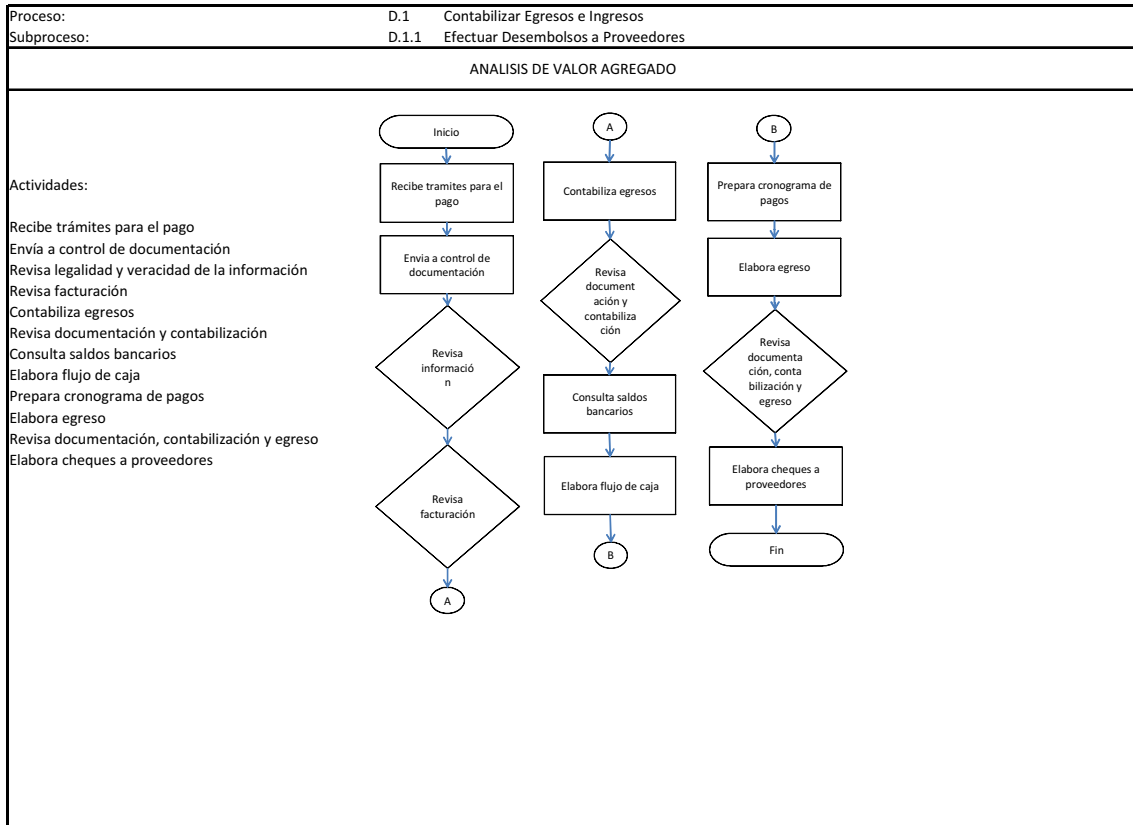 Proceso: D.1 Contabilizar Egresos e Ingresos
Subproceso: D.1.1 Efectuar Desembolsos a Proveedores
ANALISIS DE VALOR AGREGADO
Actividades:
Recibe trámites para el pago
Envía a control de documentación
Revisa legalidad y veracidad de la información
Revisa facturación
Contabiliza egresos
Revisa documentación y contabilización
Consulta saldos bancarios
Elabora flujo de caja
Prepara cronograma de pagos
Elabora egreso
Revisa documentación, contabilización y egreso
Elabora cheques a proveedores
Inicio
Recibe tramites para el
pago
Envia a control de
documentación
Revisa
informació
n
Revisa
facturación
A
A
Contabiliza egresos
Revisa
document
ación y
contabiliza
ción
Consulta saldos
bancarios
Elabora flujo de caja
B
B
Prepara cronograma de
pagos
Elabora egreso
Revisa
documenta
ción, conta
bilización y
egreso
Elabora cheques a
proveedores
Fin